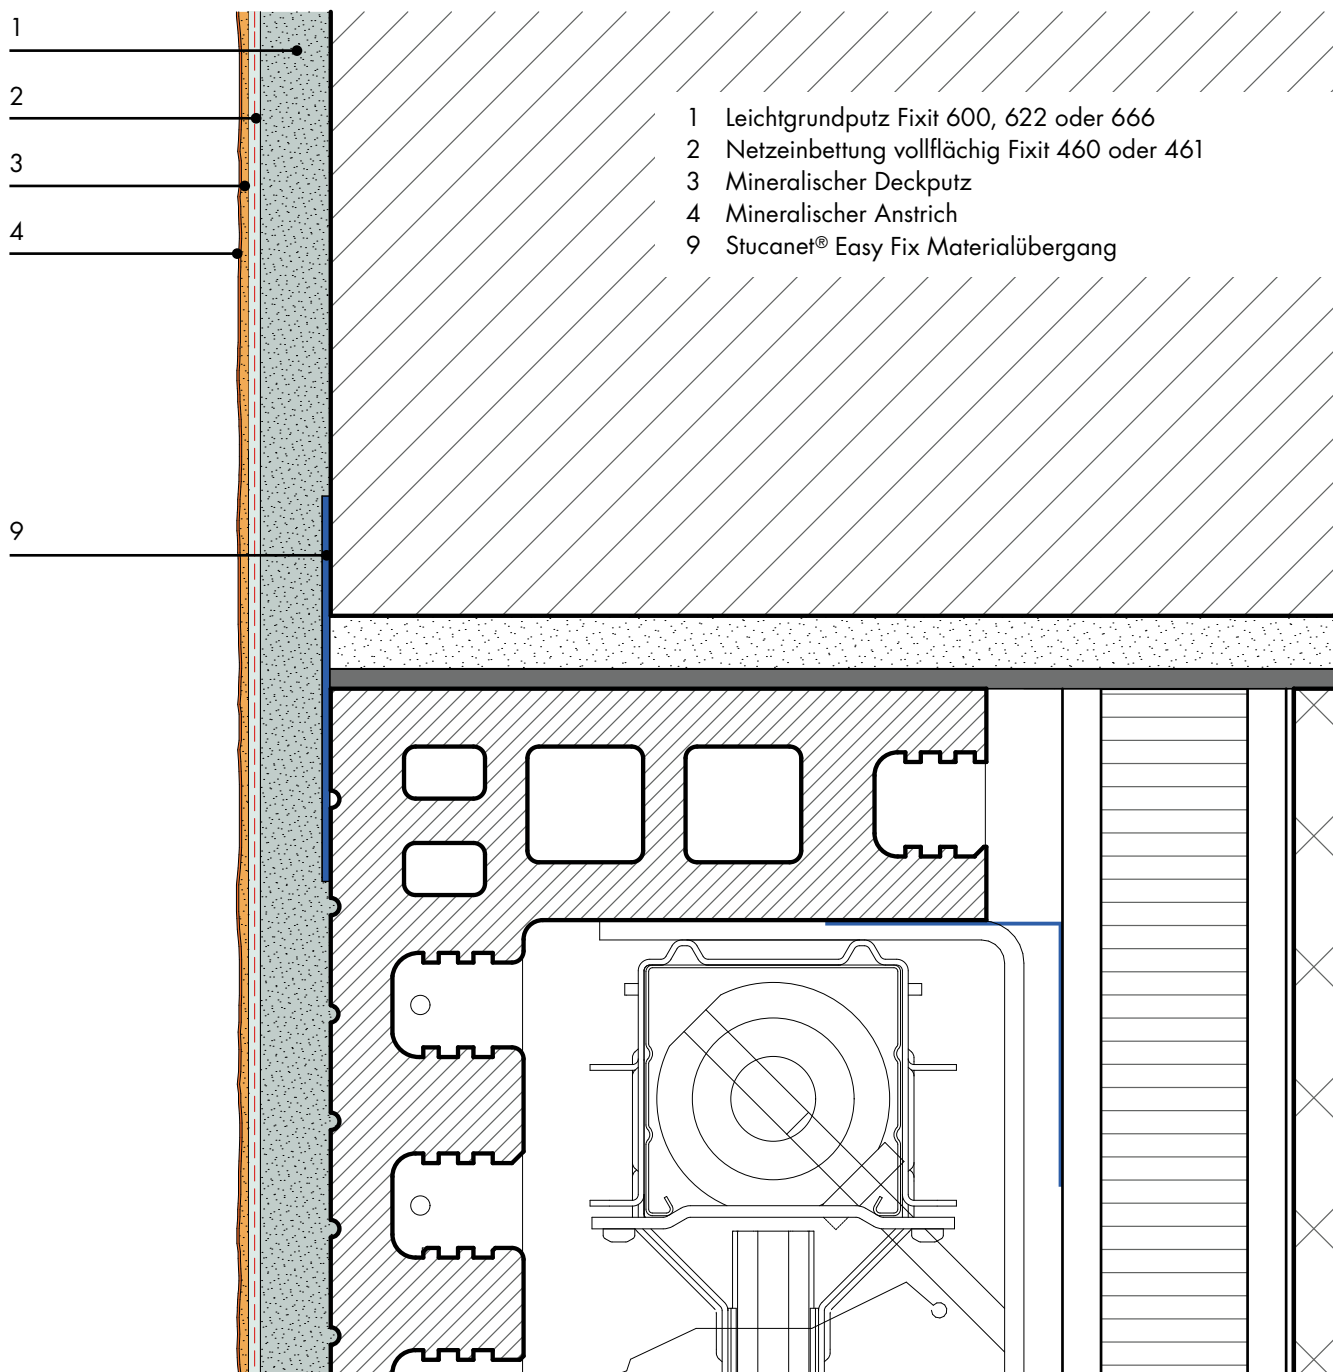 1
2
3
4
9
1 Leichtgrundputz Fixit 600, 622 oder 666
2 Netzeinbettung vollflächig Fixit 460 oder 461
3 Mineralischer Deckputz
4 Mineralischer Anstrich
9 Stucanet® Easy Fix Materialübergang